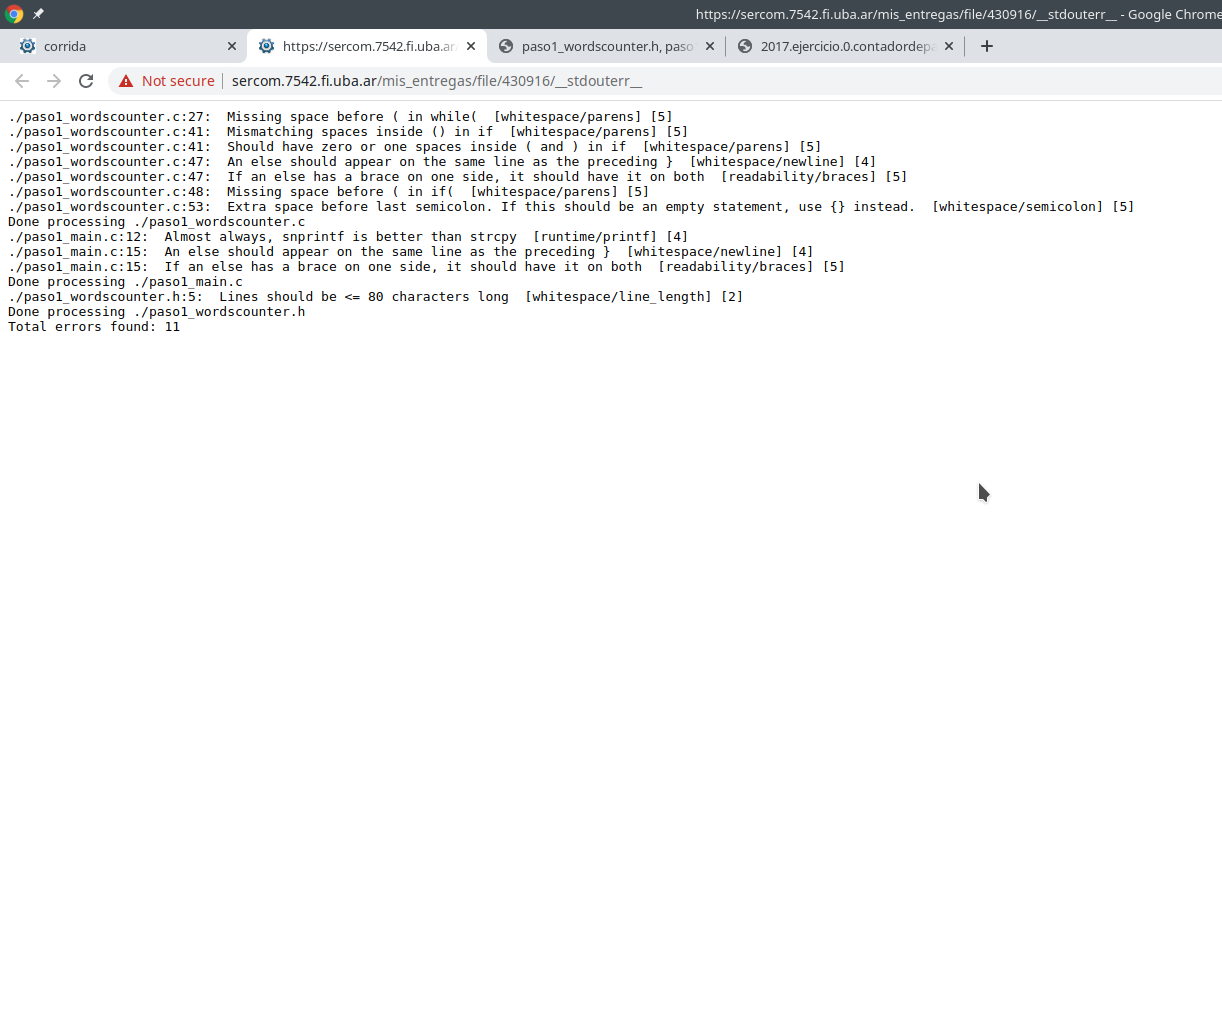 https://sercom.7542.fi.uba.ar/mis_entregas/file/430916/__stdouterr__ - Google Chrome
corrida
https://sercom.7542.fi.uba.ar
paso1_wordscounter.h, paso
2017.ejercicio.0.contadordepa
Not secure
sercom.7542.fi.uba.ar/mis_entregas/file/430916/__stdouterr__
./paso1_wordscounter.c:27:  Missing space before ( in while(  [whitespace/parens] [5]
./paso1_wordscounter.c:41:  Mismatching spaces inside () in if  [whitespace/parens] [5]
./paso1_wordscounter.c:41:  Should have zero or one spaces inside ( and ) in if  [whitespace/parens] [5]
./paso1_wordscounter.c:47:  An else should appear on the same line as the preceding }  [whitespace/newline] [4]
./paso1_wordscounter.c:47:  If an else has a brace on one side, it should have it on both  [readability/braces] [5]
./paso1_wordscounter.c:48:  Missing space before ( in if(  [whitespace/parens] [5]
./paso1_wordscounter.c:53:  Extra space before last semicolon. If this should be an empty statement, use {} instead.  [whitespace/semicolon] [5]
Done processing ./paso1_wordscounter.c
./paso1_main.c:12:  Almost always, snprintf is better than strcpy  [runtime/printf] [4]
./paso1_main.c:15:  An else should appear on the same line as the preceding }  [whitespace/newline] [4]
./paso1_main.c:15:  If an else has a brace on one side, it should have it on both  [readability/braces] [5]
Done processing ./paso1_main.c
./paso1_wordscounter.h:5:  Lines should be <= 80 characters long  [whitespace/line_length] [2]
Done processing ./paso1_wordscounter.h
Total errors found: 11